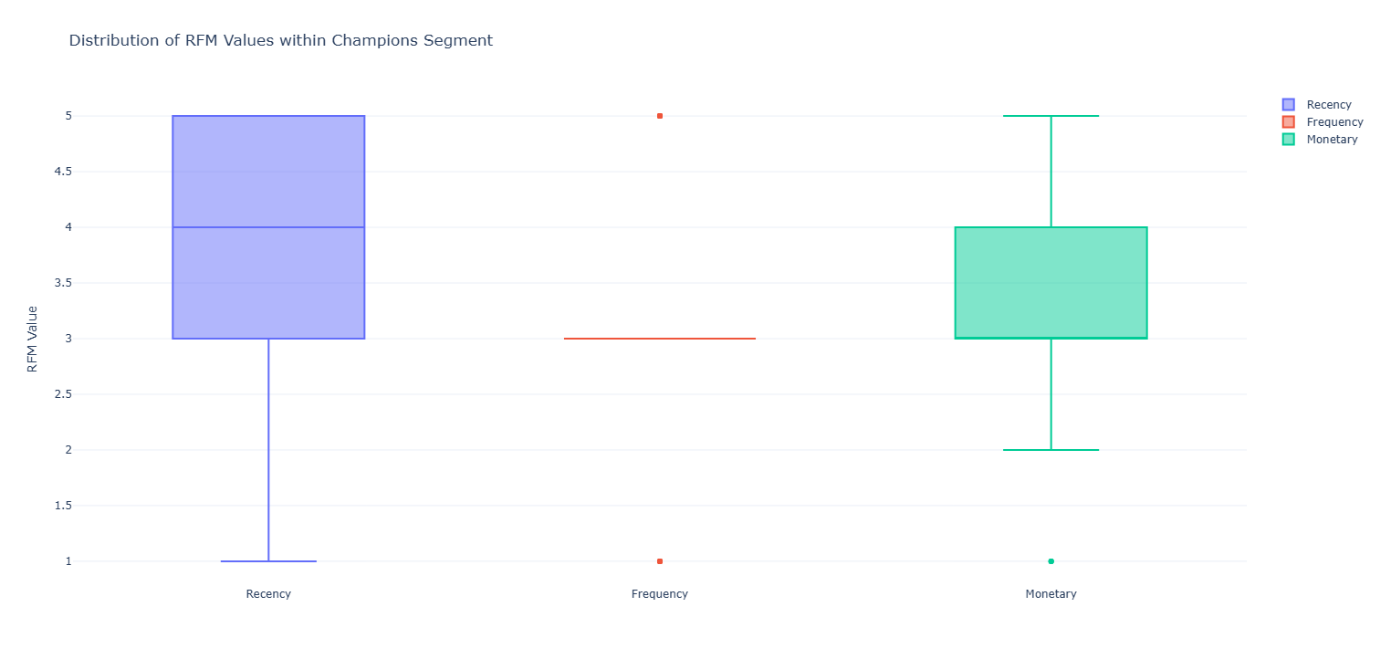 Distribution of RFM Values within Champions Segment
RFM Value
5
4.5
4
3.5
3
2.5
2
1.5
1
Recency
Frequency
Monetary
Recency
Frequency
Monetary